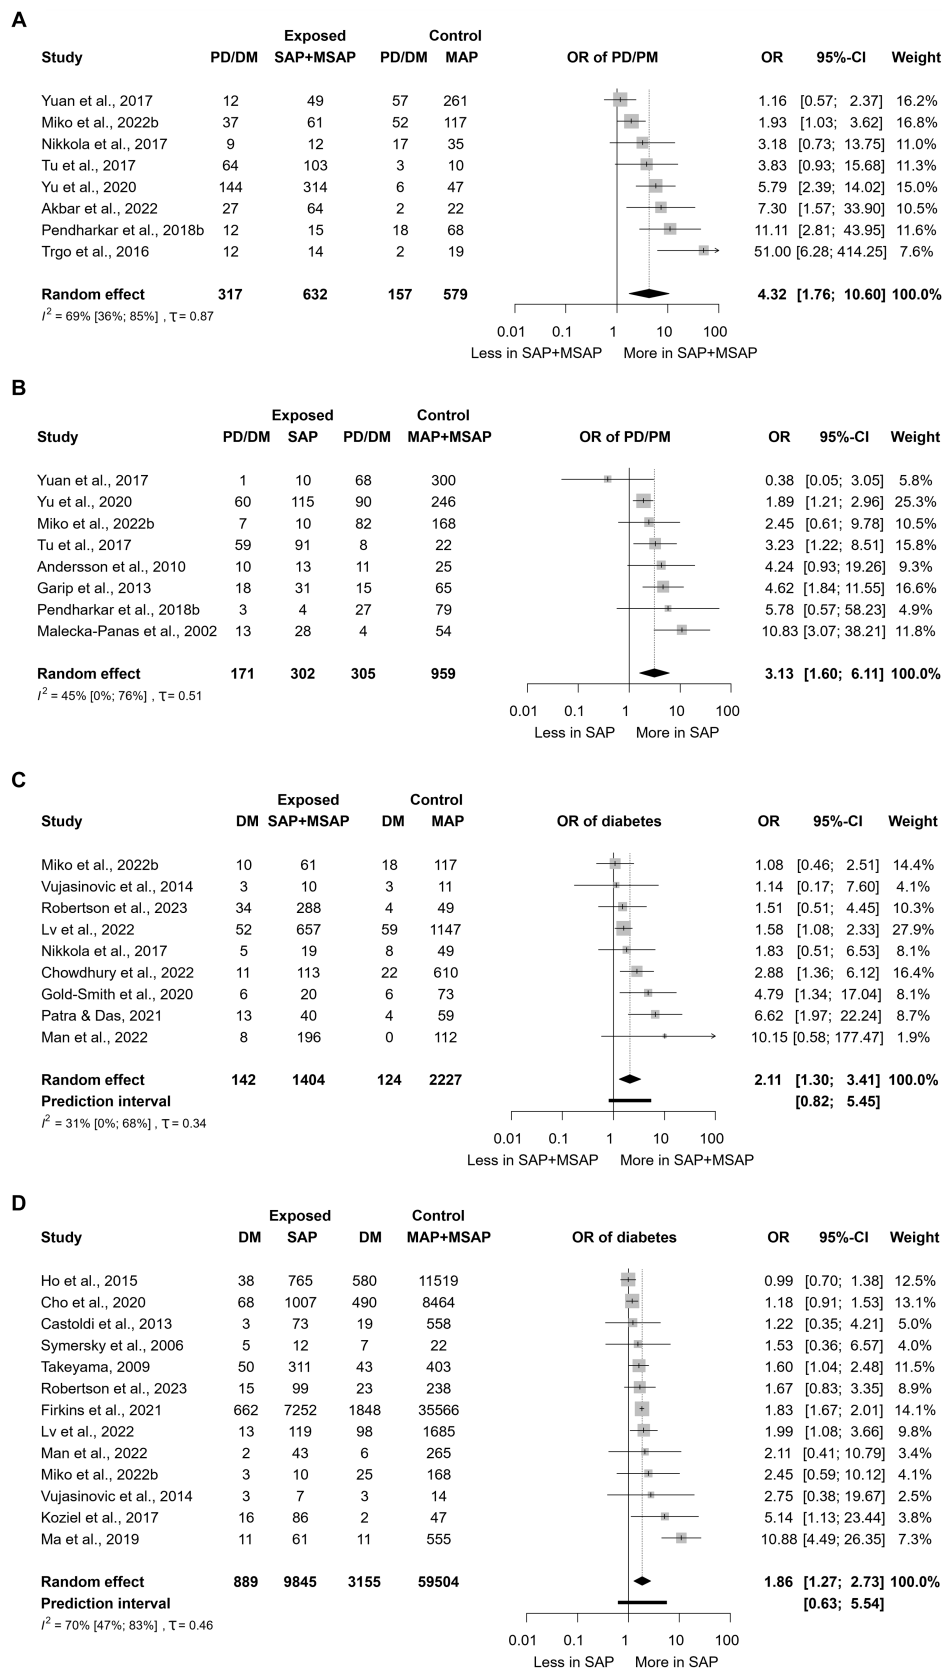 A
Exposed Control
Study PD/DM SAP+MSAP PD/DM MAP OR of PD/PM OR 95%-CI Weight
Yuan et al., 2017 12 49 57 261 1.16 [0.57; 2.37] 16.2%
Miko et al., 2022b 37 61 52 117 1.93 [1.03; 3.62] 16.8%
Nikkola et al., 2017 9 12 17 35 3.18 [0.73; 13.75] 11.0%
Tu et al., 2017 64 103 3 10 3.83 [0.93; 15.68] 11.3%
Yu et al., 2020 144 314 6 47 5.79 [2.39; 14.02] 15.0%
Akbar et al., 2022 27 64 2 22 7.30 [1.57; 33.90] 10.5%
Pendharkar et al., 2018b 12 15 18 68 11.11 [2.81; 43.95] 11.6%
Trgo et al., 2016 12 14 2 19 51.00 [6.28; 414.25] 7.6%
Random effect 317 632 157 579 4.32 [1.76; 10.60] 100.0%
I² = 69% [36%; 85%] , τ = 0.87
0.01 0.1 1 10 100
Less in SAP+MSAP More in SAP+MSAP
B
Exposed Control
Study PD/DM SAP PD/DM MAP+MSAP OR of PD/PM OR 95%-CI Weight
Yuan et al., 2017 1 10 68 300 0.38 [0.05; 3.05] 5.8%
Yu et al., 2020 60 115 90 246 1.89 [1.21; 2.96] 25.3%
Miko et al., 2022b 7 10 82 168 2.45 [0.61; 9.78] 10.5%
Tu et al., 2017 59 91 8 22 3.23 [1.22; 8.51] 15.8%
Andersson et al., 2010 10 13 11 25 4.24 [0.93; 19.26] 9.3%
Garip et al., 2013 18 31 15 65 4.62 [1.84; 11.55] 16.6%
Pendharkar et al., 2018b 3 4 27 79 5.78 [0.57; 58.23] 4.9%
Malecka-Panas et al., 2002 13 28 4 54 10.83 [3.07; 38.21] 11.8%
Random effect 171 302 305 959 3.13 [1.60; 6.11] 100.0%
I² = 45% [0%; 76%] , τ = 0.51
0.01 0.1 1 10 100
Less in SAP More in SAP
C
Exposed Control
Study DM SAP+MSAP DM MAP OR of diabetes OR 95%-CI Weight
Miko et al., 2022b 10 61 18 117 1.08 [0.46; 2.51] 14.4%
Vujasinovic et al., 2014 3 10 3 11 1.14 [0.17; 7.60] 4.1%
Robertson et al., 2023 34 288 4 49 1.51 [0.51; 4.45] 10.3%
Lv et al., 2022 52 657 59 1147 1.58 [1.08; 2.33] 27.9%
Nikkola et al., 2017 5 19 8 49 1.83 [0.51; 6.53] 8.1%
Chowdhury et al., 2022 11 113 22 610 2.88 [1.36; 6.12] 16.4%
Gold-Smith et al., 2020 6 20 6 73 4.79 [1.34; 17.04] 8.1%
Patra & Das, 2021 13 40 4 59 6.62 [1.97; 22.24] 8.7%
Man et al., 2022 8 196 0 112 10.15 [0.58; 177.47] 1.9%
Random effect 142 1404 124 2227 2.11 [1.30; 3.41] 100.0%
Prediction interval [0.82; 5.45]
I² = 31% [0%; 68%] , τ = 0.34
0.01 0.1 1 10 100
Less in SAP+MSAP More in SAP+MSAP
D
Exposed Control
Study DM SAP DM MAP+MSAP OR of diabetes OR 95%-CI Weight
Ho et al., 2015 38 765 580 11519 0.99 [0.70; 1.38] 12.5%
Cho et al., 2020 68 1007 490 8464 1.18 [0.91; 1.53] 13.1%
Castoldi et al., 2013 3 73 19 558 1.22 [0.35; 4.21] 5.0%
Symersky et al., 2006 5 12 7 22 1.53 [0.36; 6.57] 4.0%
Takeyama, 2009 50 311 43 403 1.60 [1.04; 2.48] 11.5%
Robertson et al., 2023 15 99 23 238 1.67 [0.83; 3.35] 8.9%
Firkins et al., 2021 662 7252 1848 35566 1.83 [1.67; 2.01] 14.1%
Lv et al., 2022 13 119 98 1685 1.99 [1.08; 3.66] 9.8%
Man et al., 2022 2 43 6 265 2.11 [0.41; 10.79] 3.4%
Miko et al., 2022b 3 10 25 168 2.45 [0.59; 10.12] 4.1%
Vujasinovic et al., 2014 3 7 3 14 2.75 [0.38; 19.67] 2.5%
Koziel et al., 2017 16 86 2 47 5.14 [1.13; 23.44] 3.8%
Ma et al., 2019 11 61 11 555 10.88 [4.49; 26.35] 7.3%
Random effect 889 9845 3155 59504 1.86 [1.27; 2.73] 100.0%
Prediction interval [0.63; 5.54]
I² = 70% [47%; 83%] , τ = 0.46
0.01 0.1 1 10 100
Less in SAP More in SAP